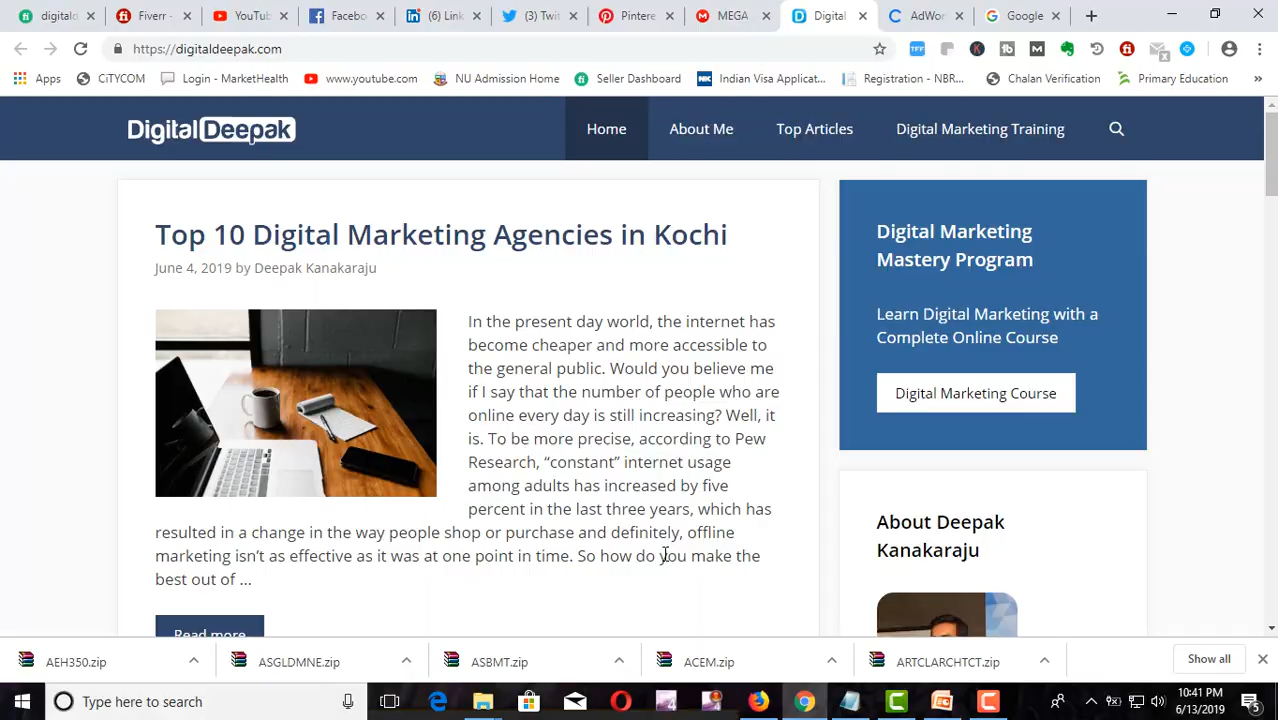 digitald
Fiverr -
YouTu
Facebo
(6) Link
(3) Twit
Pintere
MEGA
Digital
AdWor
Google
https://digitaldeepak.com
Apps
CiTYCOM
Login - MarketHealth
www.youtube.com
NU Admission Home
Seller Dashboard
Indian Visa Applicat...
Registration - NBR...
Chalan Verification
Primary Education
DigitalDeepak
Home
About Me
Top Articles
Digital Marketing Training
Top 10 Digital Marketing Agencies in Kochi
June 4, 2019 by Deepak Kanakaraju
In the present day world, the internet has
become cheaper and more accessible to
the general public. Would you believe me
if I say that the number of people who are
online every day is still increasing? Well, it
is. To be more precise, according to Pew
Research, “constant” internet usage
among adults has increased by five
percent in the last three years, which has
resulted in a change in the way people shop or purchase and definitely, offline
marketing isn’t as effective as it was at one point in time. So how do you make the
best out of ...
Read more
Digital Marketing
Mastery Program
Learn Digital Marketing with a
Complete Online Course
Digital Marketing Course
About Deepak
Kanakaraju
AEH350.zip
ASGLDMNE.zip
ASBMT.zip
ACEM.zip
ARTCLARCHTCT.zip
Show all
Type here to search
10:41 PM
6/13/2019
5